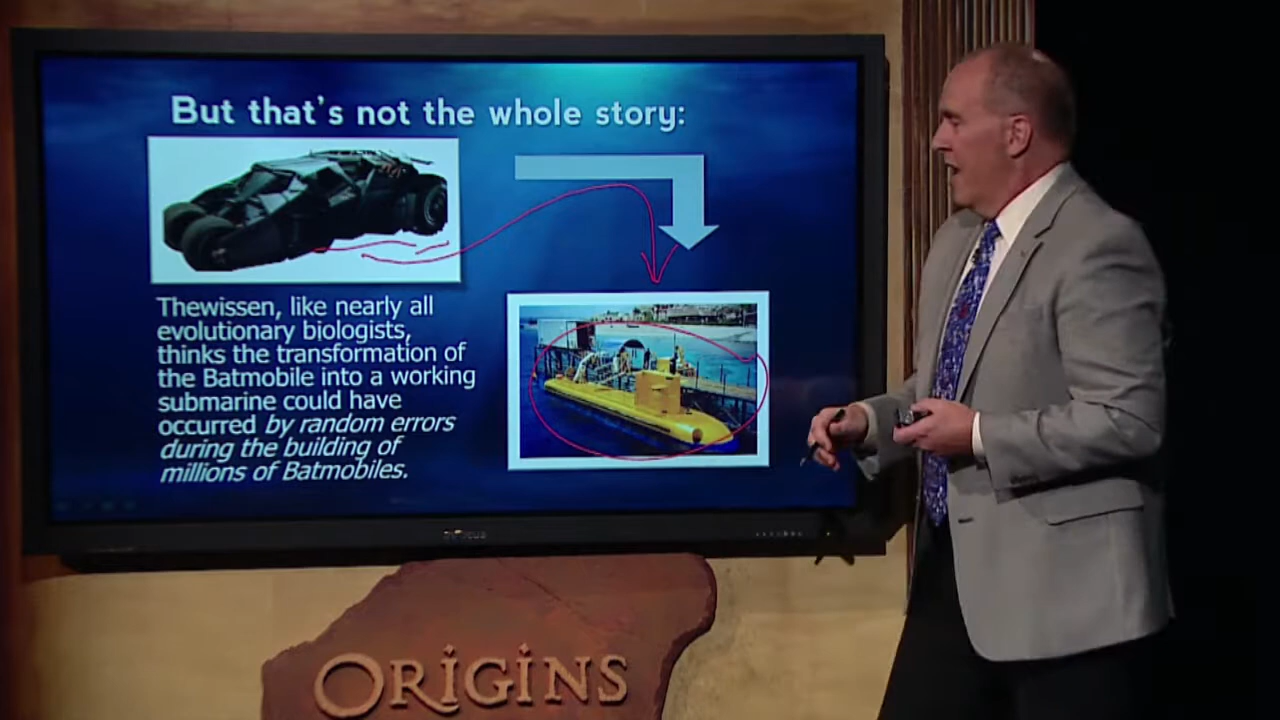 But that's not the whole story:
Thewissen, like nearly all
evolutionary biologists,
thinks the transformation of
the Batmobile into a working
submarine could have
occurred by random errors
during the building of
millions of Batmobiles.
ORIGINS